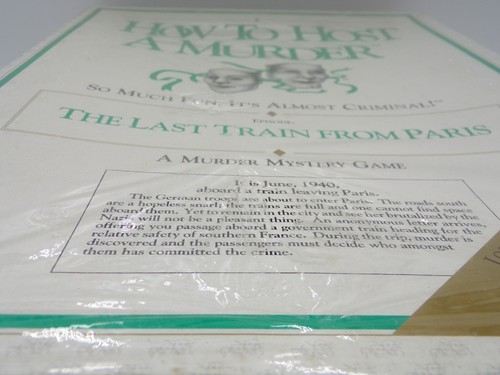 HOW TO HOST
A MURDER
SO MUCH FUN, IT'S ALMOST CRIMINAL!™
EPISODE:
THE LAST TRAIN FROM PARIS
A MURDER MYSTERY GAME
It is June, 1940,
aboard a train leaving Paris.
The German troops are about to enter Paris. The roads south
are a hopeless snarl; the trains are full and one cannot find space
aboard them. Yet to remain in the city and see her brutalized by the
Nazis will not be a pleasant thing. An anonymous letter arrives,
offering you passage aboard a government train heading for the
relative safety of southern France. During the trip, murder is
discovered and the passengers must decide who amongst
them has committed the crime.